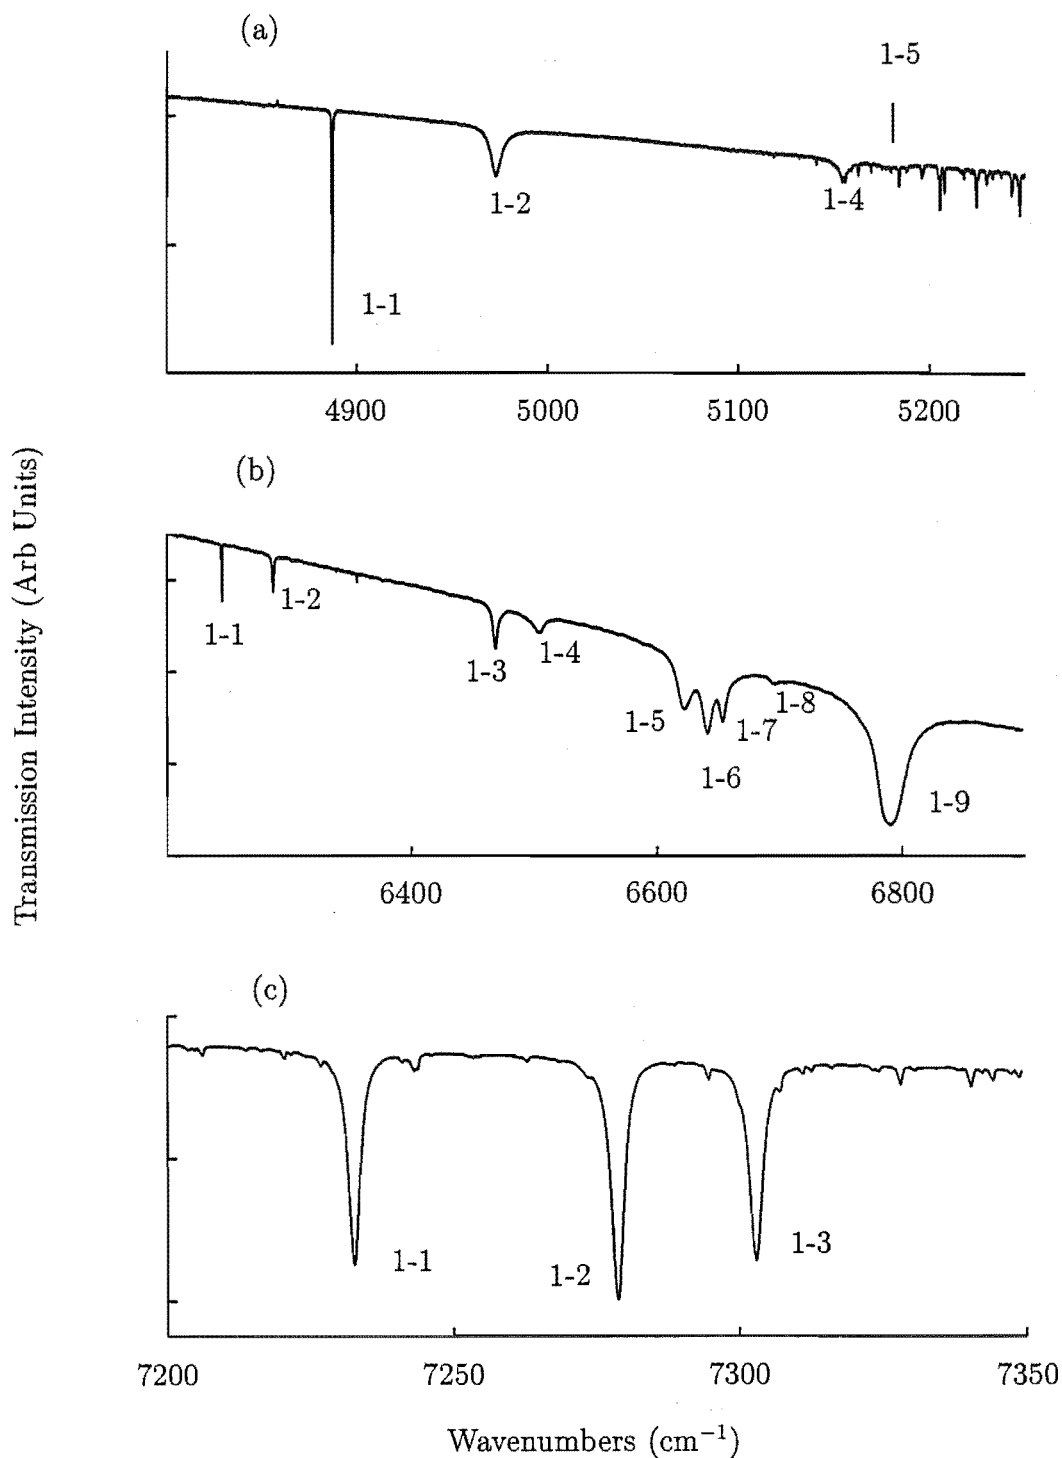 (a)
1-5
1-2
1-4
1-1
4900 5000 5100 5200
Transmission Intensity (Arb Units)
(b)
1-2
1-1
1-3
1-4
1-5
1-7
1-8
1-6
1-9
6400 6600 6800
(c)
1-1
1-2
1-3
7200 7250 7300 7350
Wavenumbers (cm⁻¹)